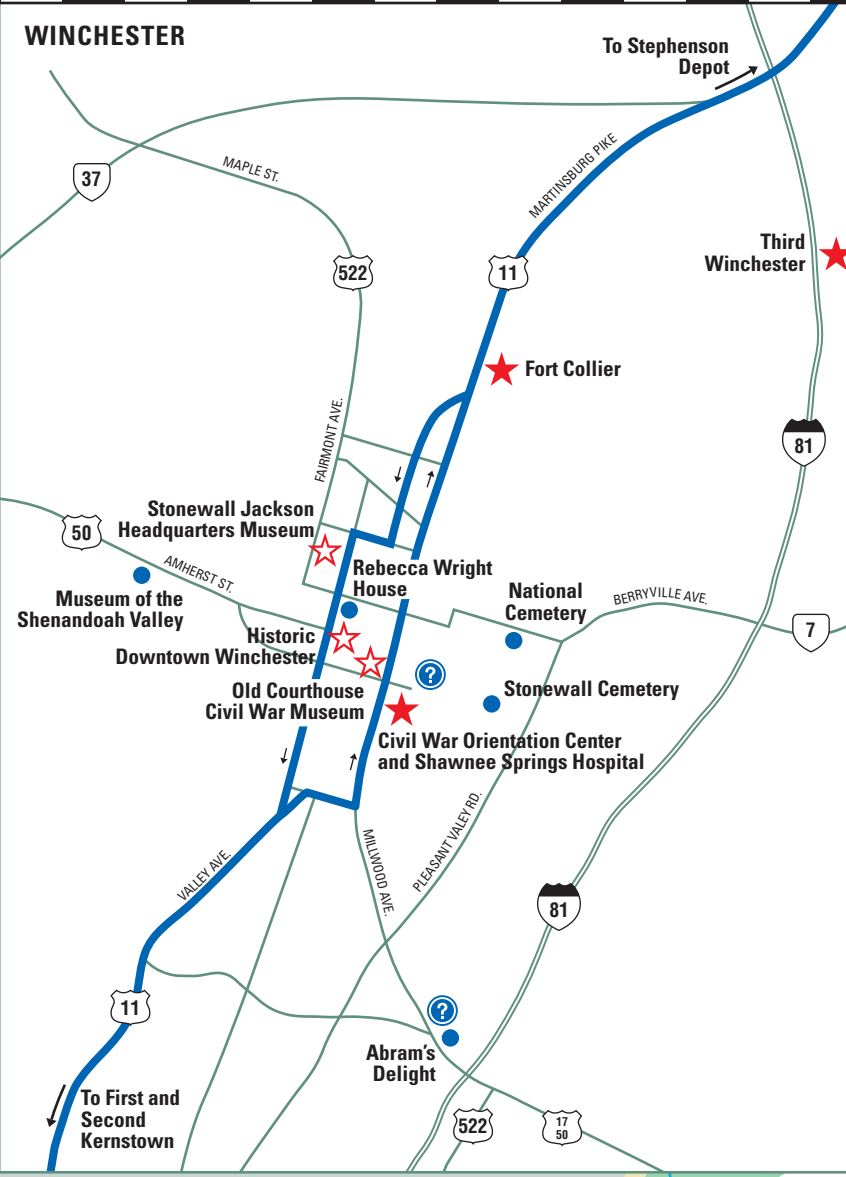 WINCHESTER
To Stephenson
Depot
MARTINSBURG PIKE
MAPLE ST.
37
522
11
Third
Winchester
Fort Collier
81
FAIRMONT AVE.
Stonewall Jackson
Headquarters Museum
50
AMHERST ST.
Museum of the
Shenandoah Valley
Rebecca Wright
House
National
Cemetery
BERRYVILLE AVE.
7
Historic
Downtown Winchester
?
Old Courthouse
Civil War Museum
Stonewall Cemetery
Civil War Orientation Center
and Shawnee Springs Hospital
MILLWOOD AVE.
PLEASANT VALEY RD.
VALLEY AVE.
81
11
?
Abram's
Delight
To First and
Second
Kernstown
522
17
50